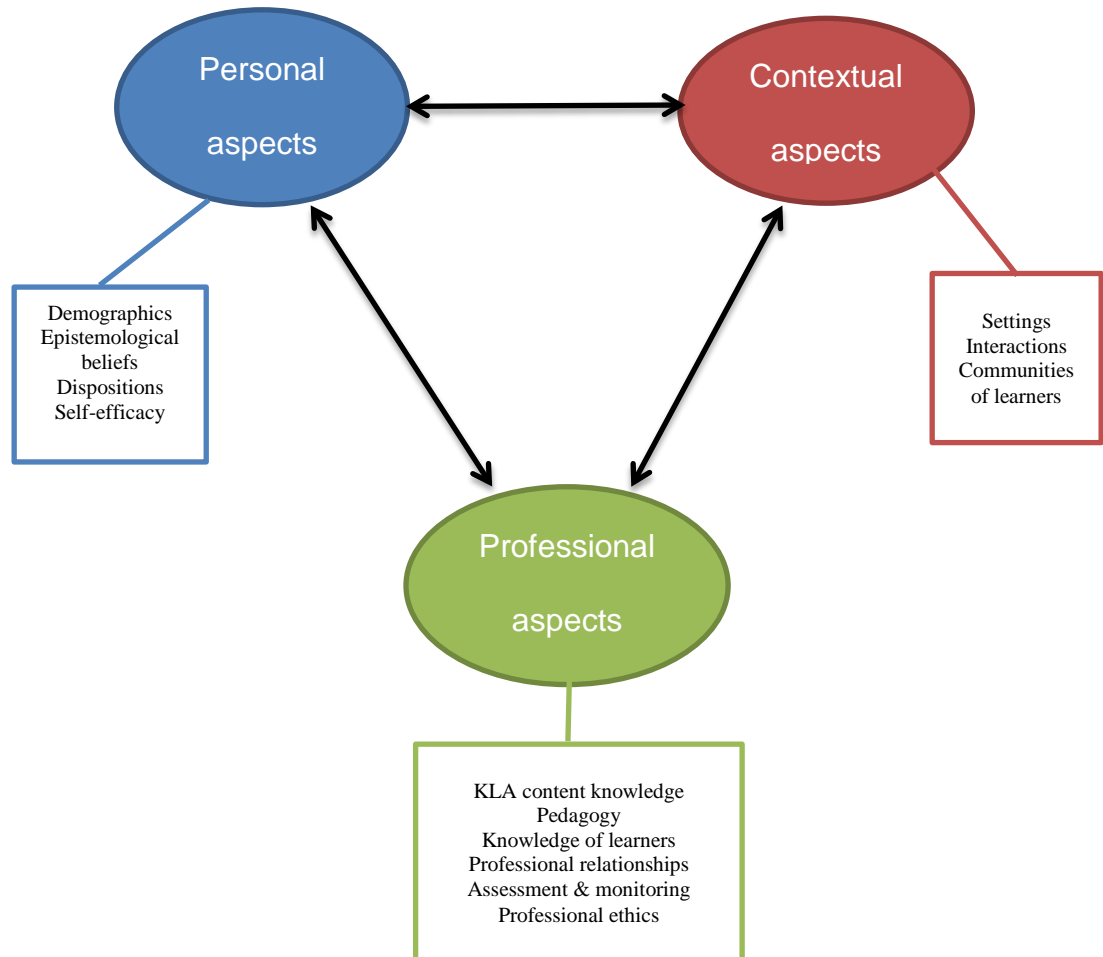 Personal
aspects
Contextual
aspects
Demographics
Epistemological
beliefs
Dispositions
Self-efficacy
Settings
Interactions
Communities
of learners
Professional
aspects
KLA content knowledge
Pedagogy
Knowledge of learners
Professional relationships
Assessment & monitoring
Professional ethics